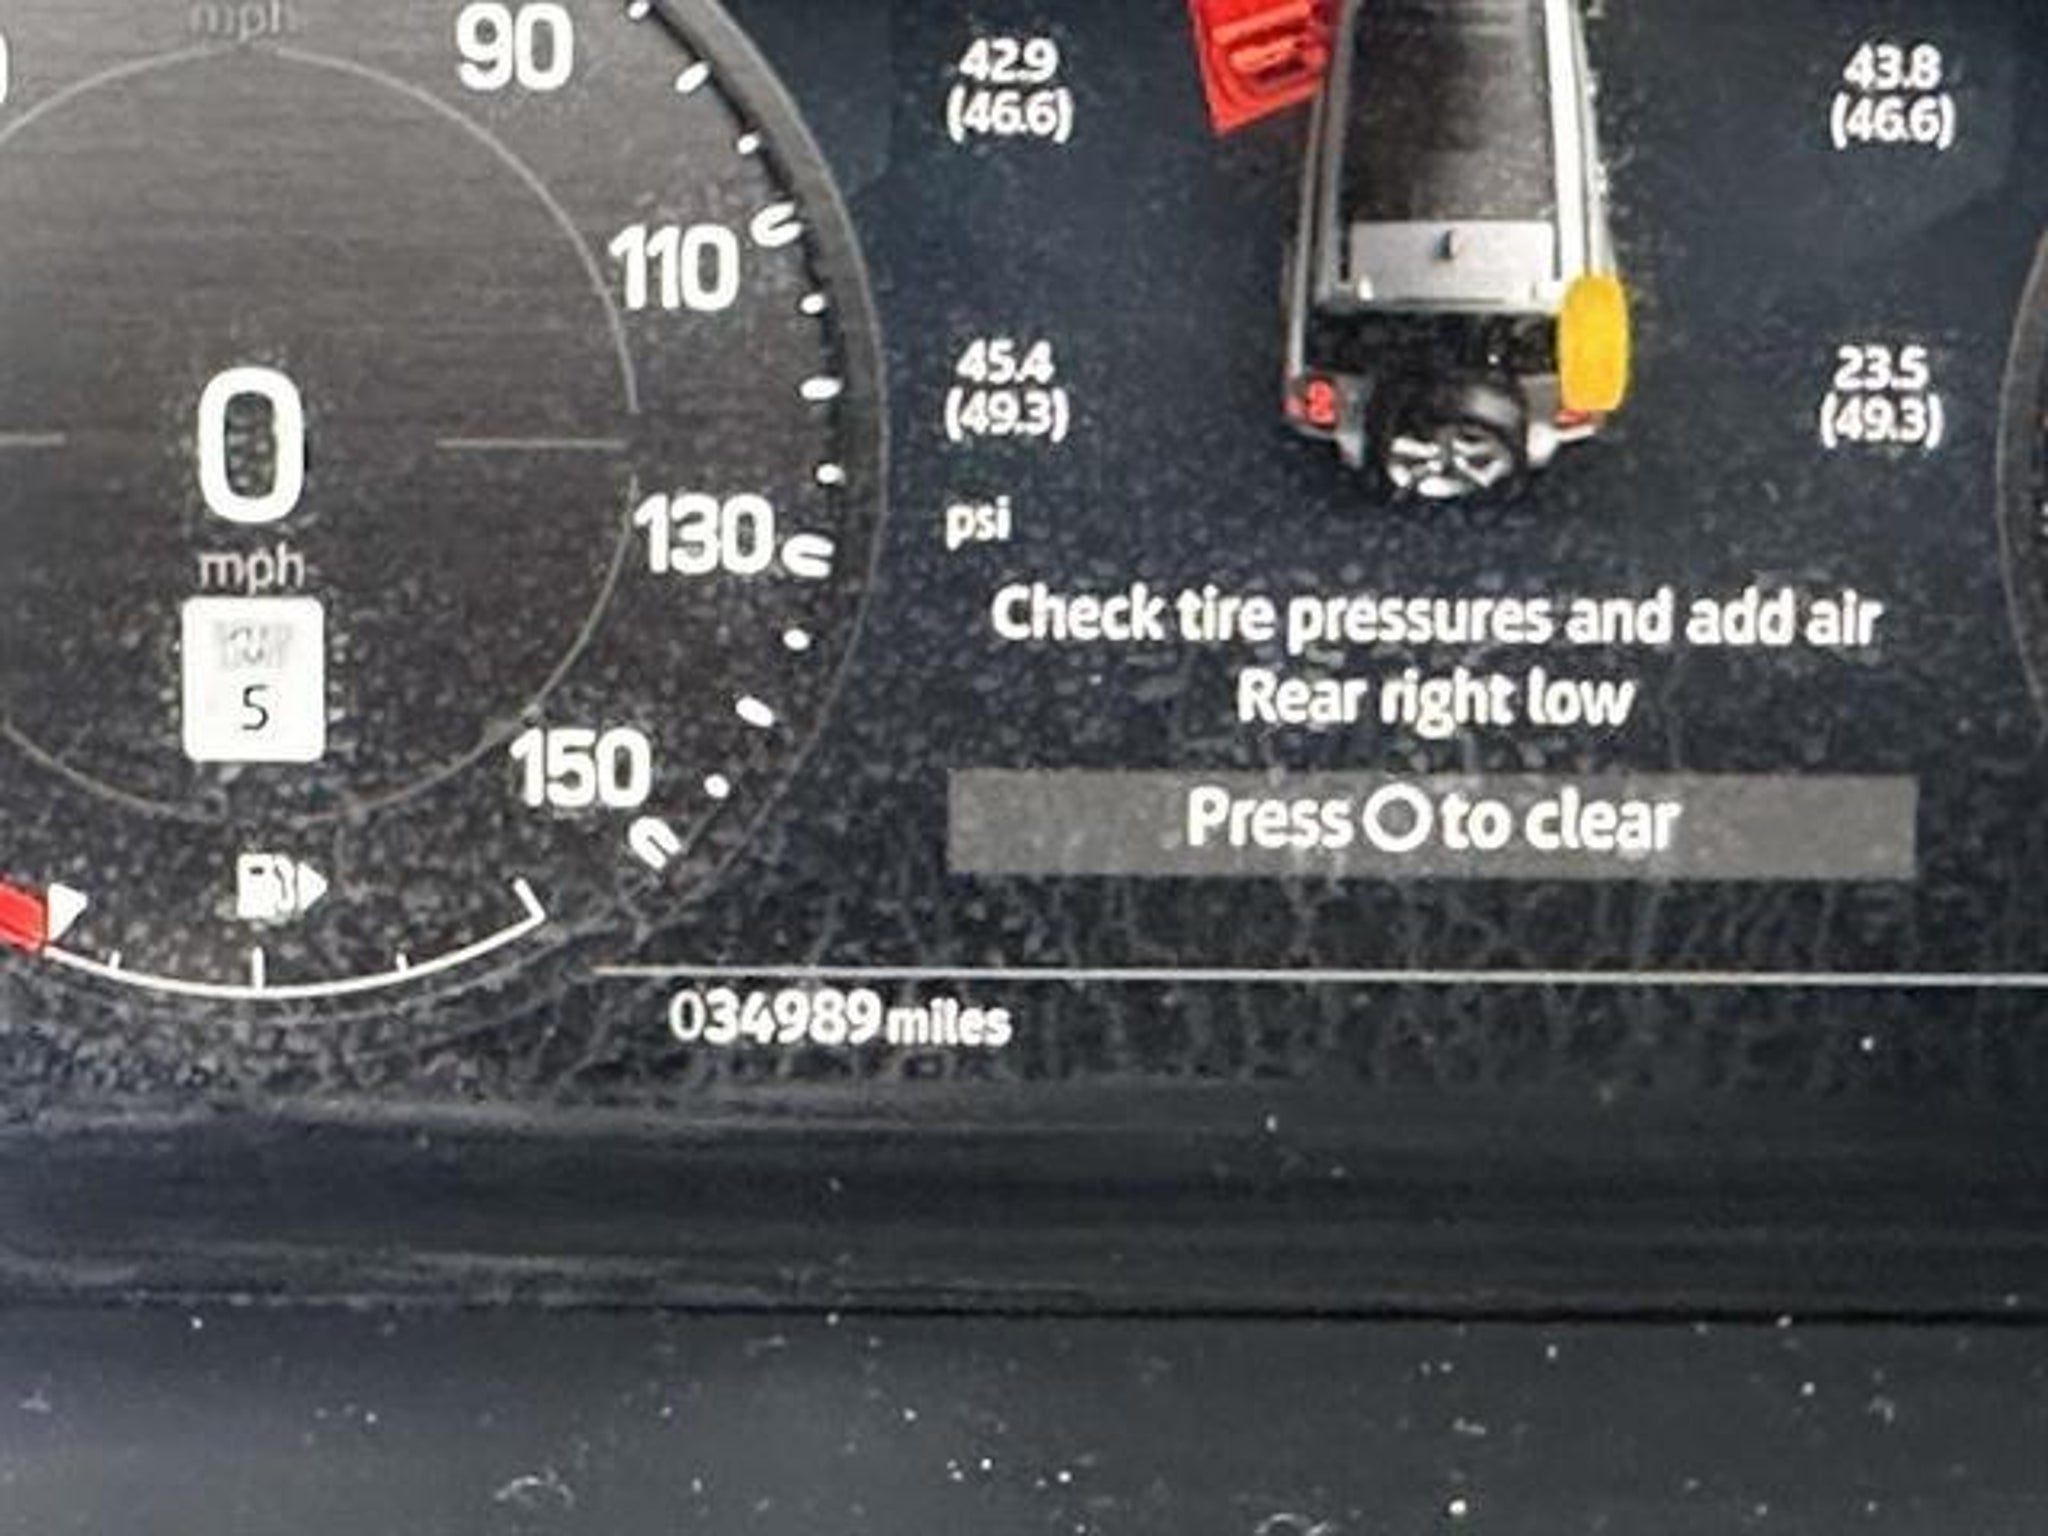 mph
90
42.9
(46.6)
43.8
(46.6)
110
45.4
(49.3)
23.5
(49.3)
0
mph
130
psi
5
150
Check tire pressures and add air
Rear right low
Press O to clear
034989 miles